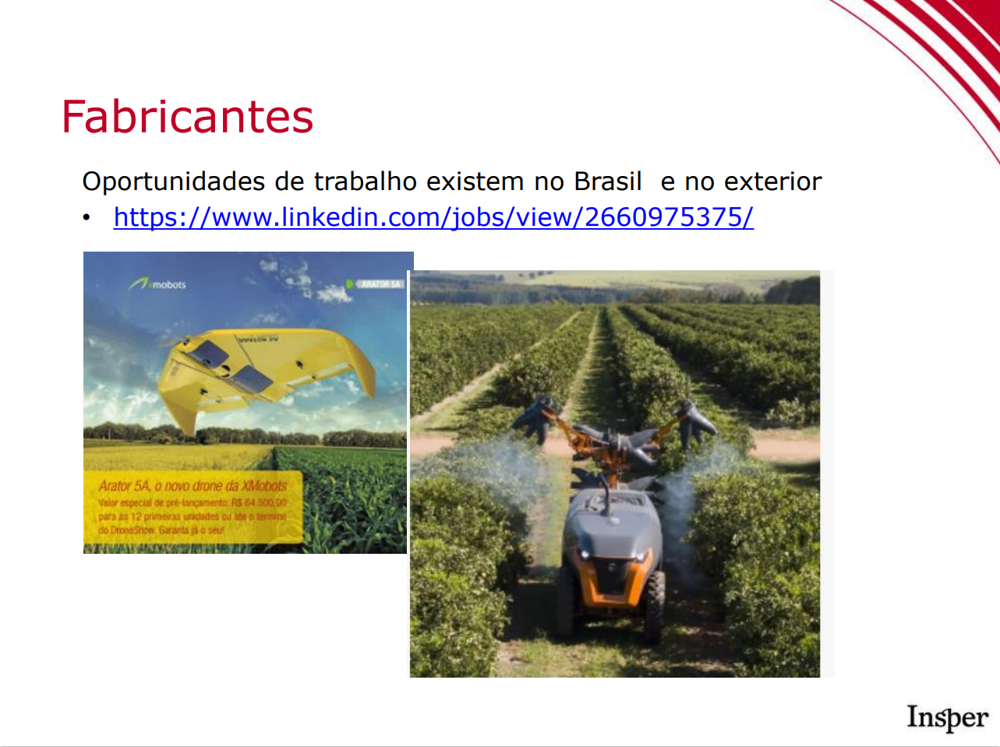 Fabricantes
Oportunidades de trabalho existem no Brasil  e no exterior
• https://www.linkedin.com/jobs/view/2660975375/
xmobots
ARATOR 5A
Arator 5A, o novo drone da XMobots
Valor especial de pré-lançamento: R$ 64.500,00
para as 12 primeiras unidades ou até o término
do DroneShow. Garanta já o seu!
Insper